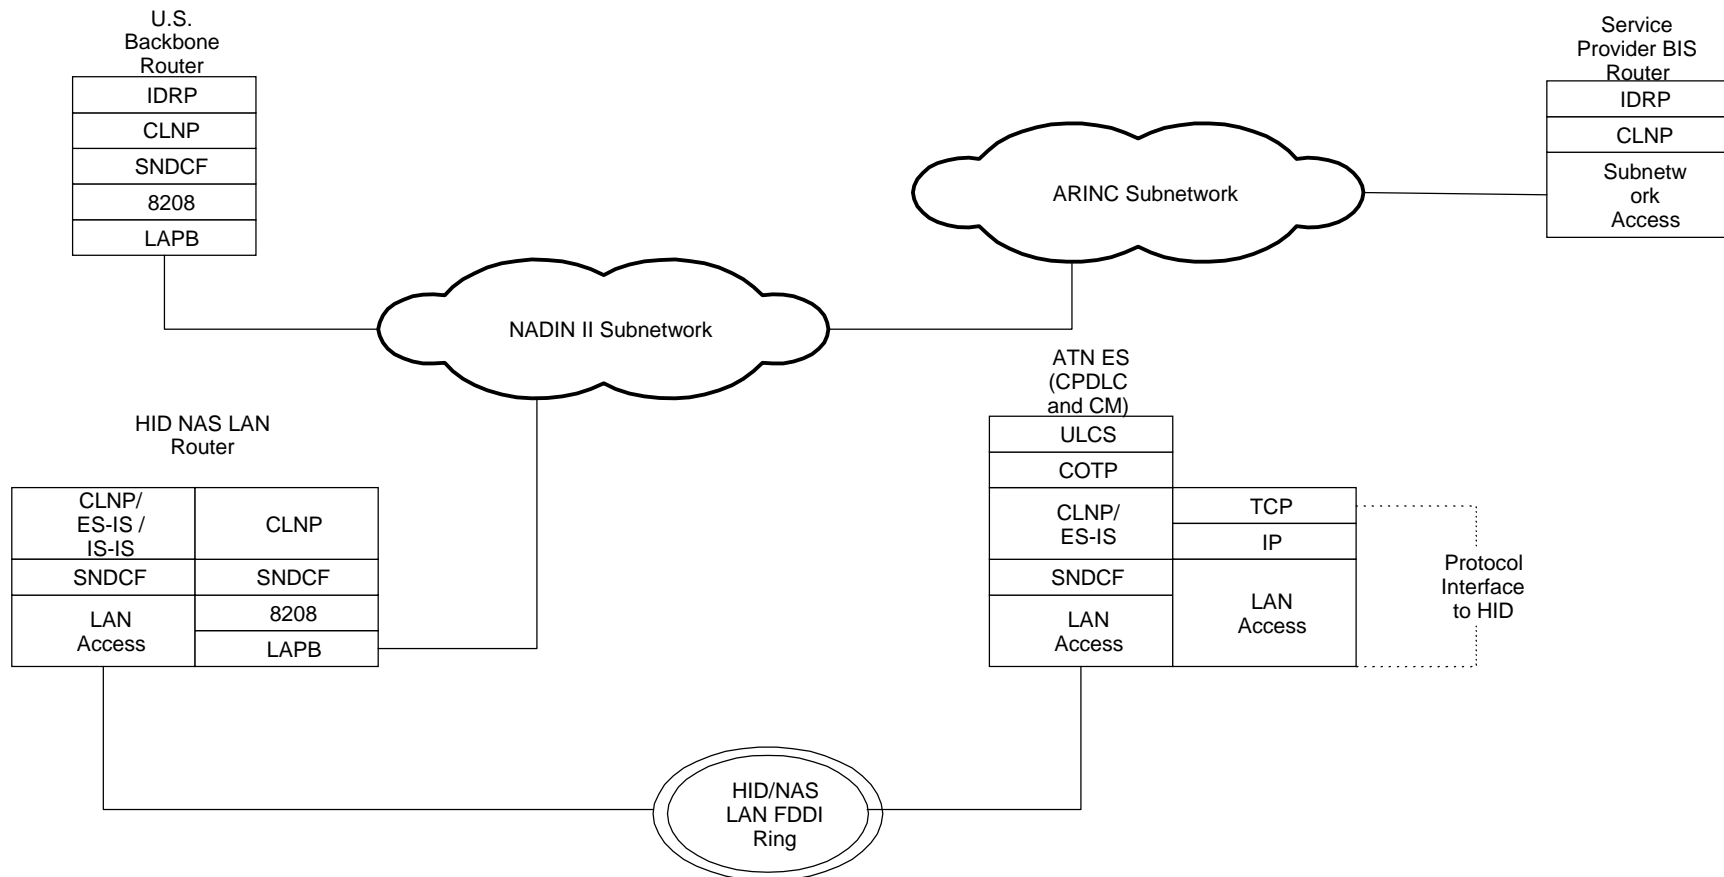 U.S.
Backbone
Router
IDRP
CLNP
SNDCF
8208
LAPB
Service
Provider BIS
Router
IDRP
CLNP
Subnetw
ork
Access
ARINC Subnetwork
NADIN II Subnetwork
HID NAS LAN
Router
CLNP/
ES-IS /
IS-IS
SNDCF
LAN
Access
CLNP
SNDCF
8208
LAPB
ATN ES
(CPDLC
and CM)
ULCS
COTP
CLNP/
ES-IS
SNDCF
LAN
Access
TCP
IP
LAN
Access
Protocol
Interface
to HID
HID/NAS
LAN FDDI
Ring